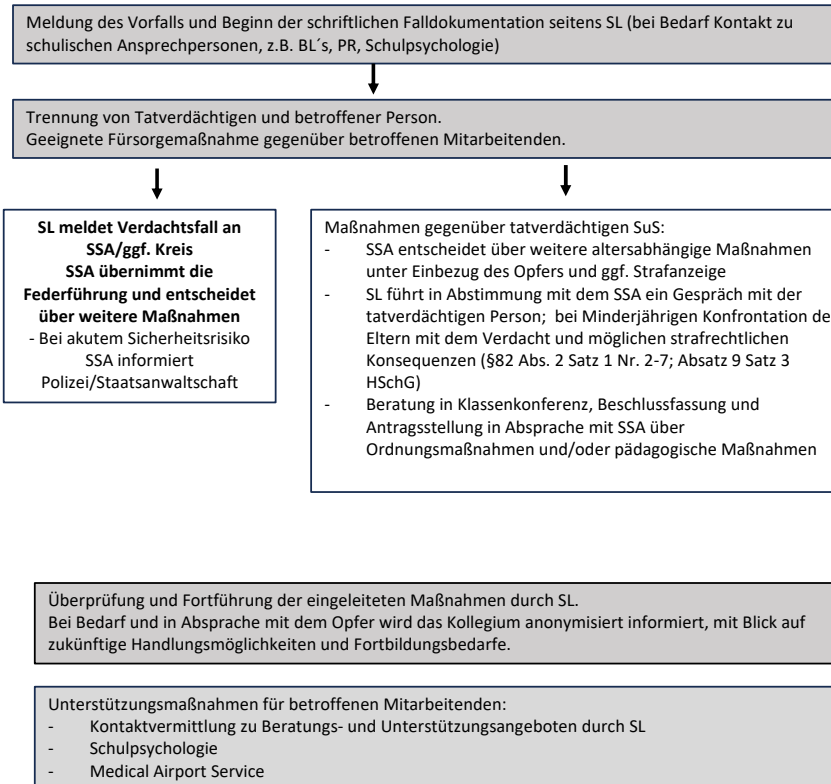 Meldung des Vorfalls und Beginn der schriftlichen Falldokumentation seitens SL (bei Bedarf Kontakt zu
schulischen Ansprechpersonen, z.B. BL´s, PR, Schulpsychologie)
Trennung von Tatverdächtigen und betroffener Person.
Geeignete Fürsorgemaßnahme gegenüber betroffenen Mitarbeitenden.
SL meldet Verdachtsfall an
SSA/ggf. Kreis
SSA übernimmt die
Federführung und entscheidet
über weitere Maßnahmen
- Bei akutem Sicherheitsrisiko
SSA informiert
Polizei/Staatsanwaltschaft
Maßnahmen gegenüber tatverdächtigen SuS:
- SSA entscheidet über weitere altersabhängige Maßnahmen
unter Einbezug des Opfers und ggf. Strafanzeige
- SL führt in Abstimmung mit dem SSA ein Gespräch mit der
tatverdächtigen Person; bei Minderjährigen Konfrontation de
Eltern mit dem Verdacht und möglichen strafrechtlichen
Konsequenzen (§82 Abs. 2 Satz 1 Nr. 2-7; Absatz 9 Satz 3
HSchG)
- Beratung in Klassenkonferenz, Beschlussfassung und
Antragsstellung in Absprache mit SSA über
Ordnungsmaßnahmen und/oder pädagogische Maßnahmen
Überprüfung und Fortführung der eingeleiteten Maßnahmen durch SL.
Bei Bedarf und in Absprache mit dem Opfer wird das Kollegium anonymisiert informiert, mit Blick auf
zukünftige Handlungsmöglichkeiten und Fortbildungsbedarfe.
Unterstützungsmaßnahmen für betroffenen Mitarbeitenden:
- Kontaktvermittlung zu Beratungs- und Unterstützungsangeboten durch SL
- Schulpsychologie
- Medical Airport Service